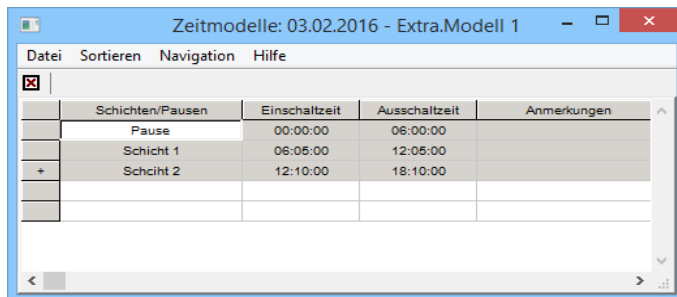 Zeitmodelle: 03.02.2016 - Extra.Modell 1
Datei Sortieren Navigation Hilfe
Schichten/Pausen Einschaltzeit Ausschaltzeit Anmerkungen
Pause 00:00:00 06:00:00
Schicht 1 06:05:00 12:05:00
+ Schciht 2 12:10:00 18:10:00